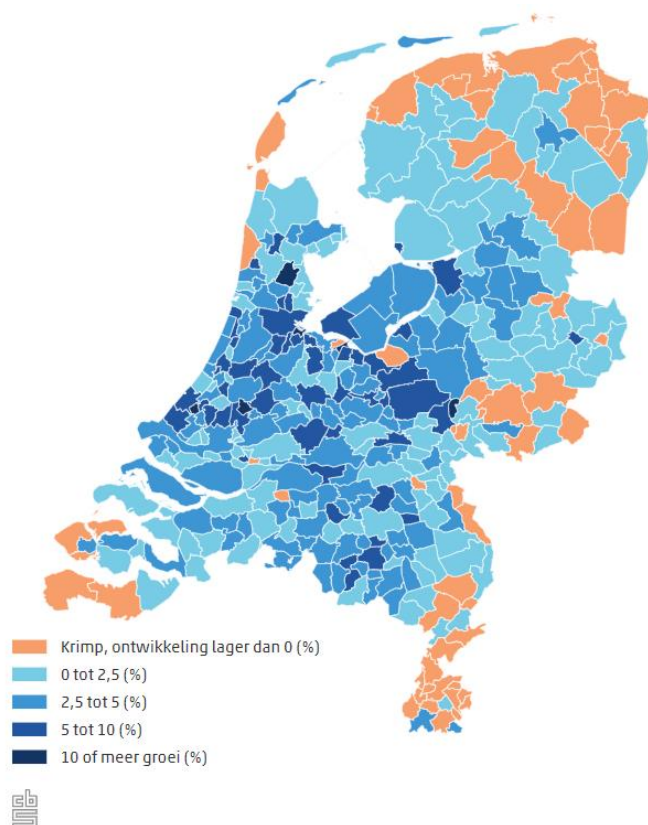 Krimp, ontwikkeling lager dan 0 (%)
0 tot 2,5 (%)
2,5 tot 5 (%)
5 tot 10 (%)
10 of meer groei (%)
cbs